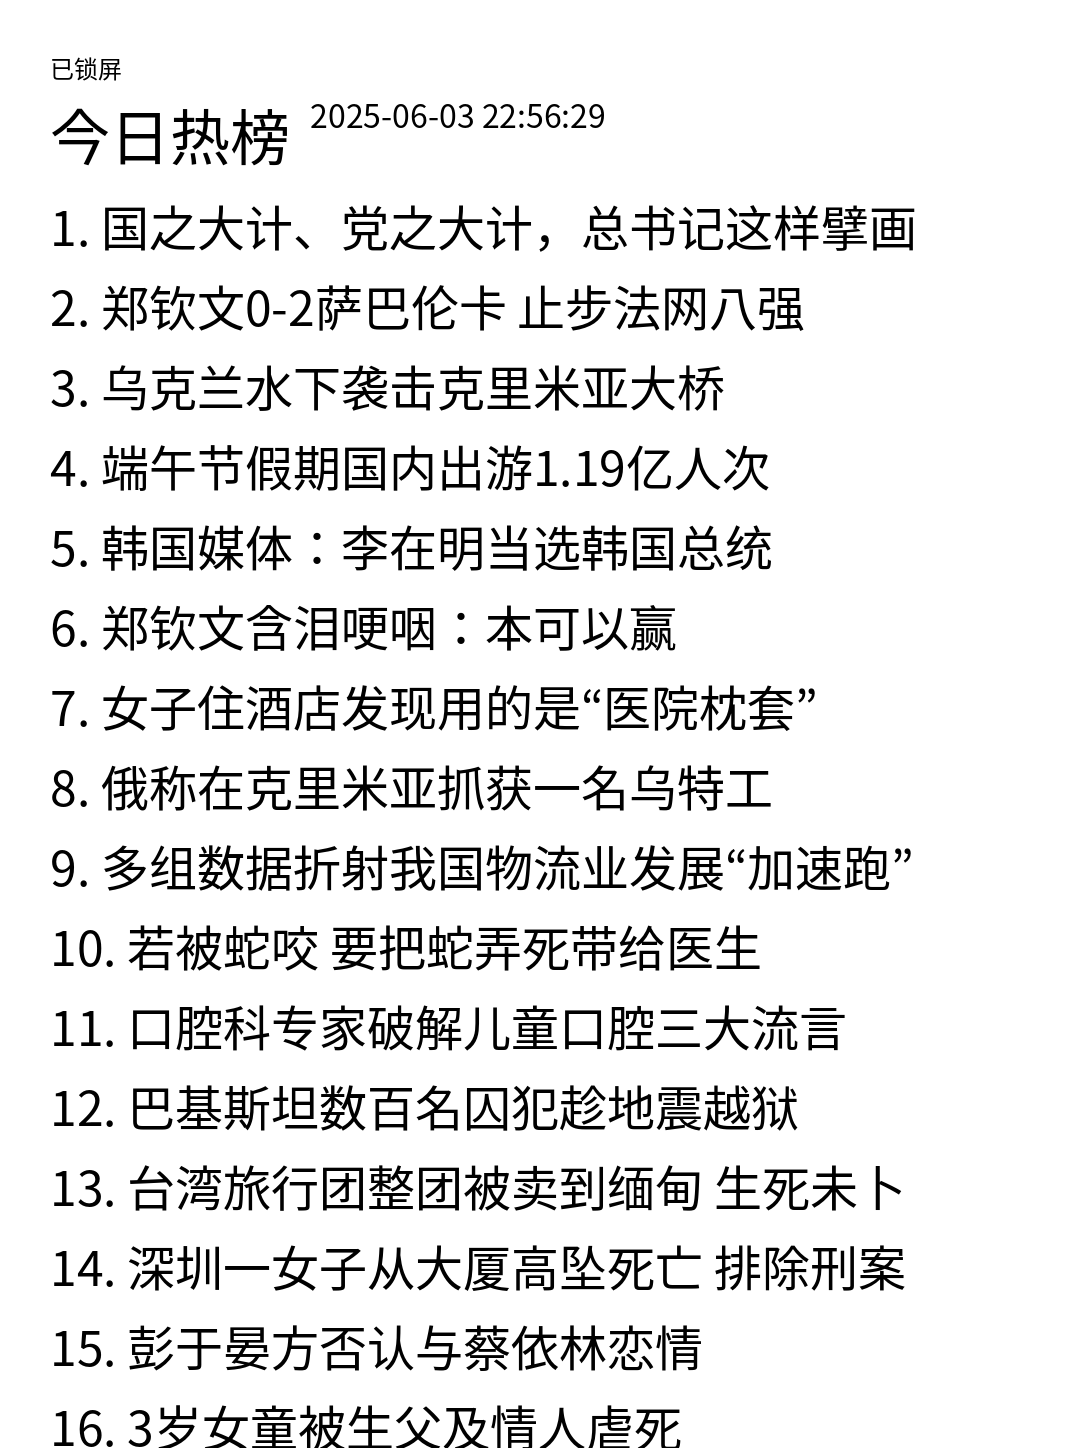 已锁屏
今日热榜 2025-06-03 22:56:29
1. 国之大计、党之大计，总书记这样擘画
2. 郑钦文0-2萨巴伦卡 止步法网八强
3. 乌克兰水下袭击克里米亚大桥
4. 端午节假期国内出游1.19亿人次
5. 韩国媒体：李在明当选韩国总统
6. 郑钦文含泪哽咽：本可以赢
7. 女子住酒店发现用的是“医院枕套”
8. 俄称在克里米亚抓获一名乌特工
9. 多组数据折射我国物流业发展“加速跑”
10. 若被蛇咬 要把蛇弄死带给医生
11. 口腔科专家破解儿童口腔三大流言
12. 巴基斯坦数百名囚犯趁地震越狱
13. 台湾旅行团整团被卖到缅甸 生死未卜
14. 深圳一女子从大厦高坠死亡 排除刑案
15. 彭于晏方否认与蔡依林恋情
16. 3岁女童被生父及情人虐死